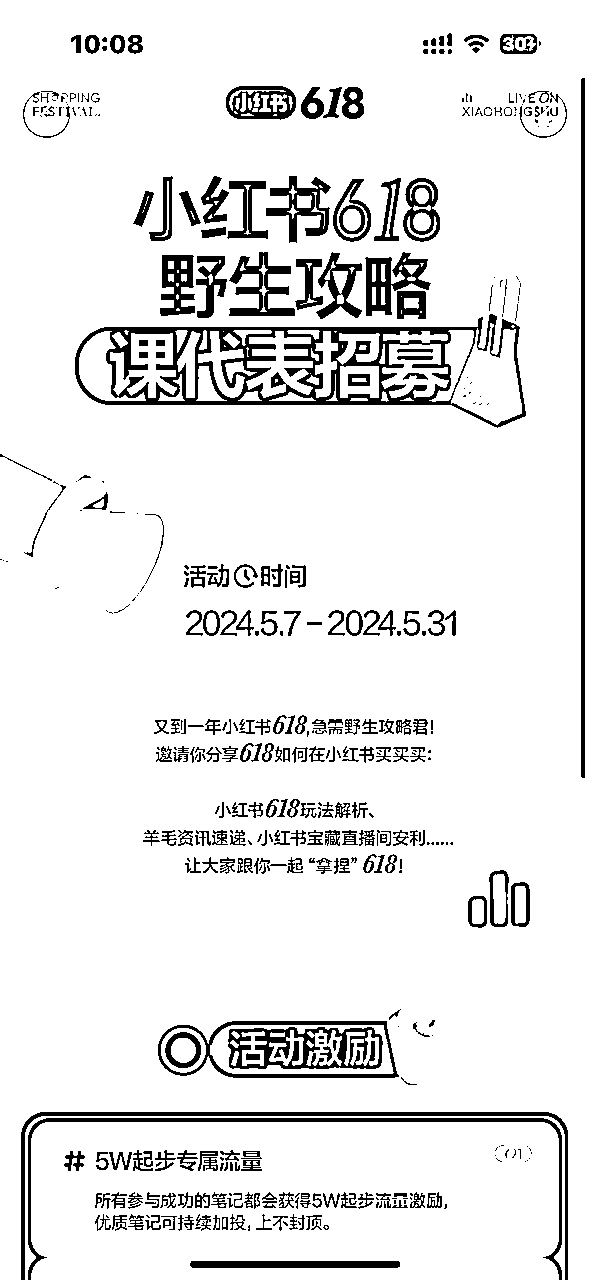 10:08
30
SHOPPING
FESTIVAL
小红书 618
LIVE ON
XIAOHONGSHU
小红书618
野生攻略
课代表招募
活动时间
2024.5.7-2024.5.31
又到一年小红书618,急需野生攻略君!
邀请你分享618如何在小红书买买买:
小红书618玩法解析、
羊毛资讯速递、小红书宝藏直播间安利......
让大家跟你一起“拿捏”618!
活动激励
# 5W起步专属流量
01
所有参与成功的笔记都会获得5W起步流量激励,
优质笔记可持续加投,上不封顶。